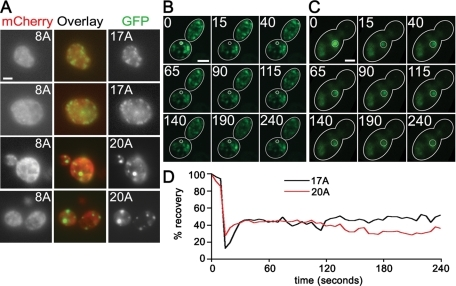 A mCherry Overlay GFP B C
8A 17A
8A 17A
8A 20A
8A 20A
0 15 40 0 15 40
65 90 115 65 90 115
140 190 240 140 190 240
D
100
80
60
40
20
0
% recovery
17A
20A
0 60 120 180 240
time (seconds)